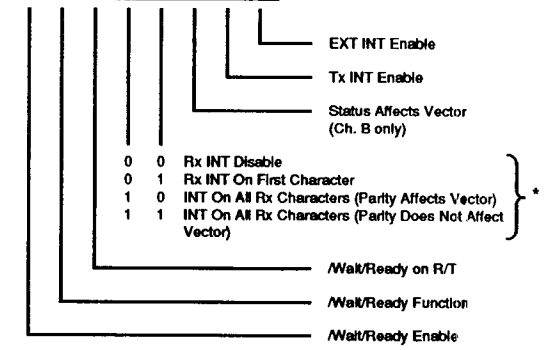 EXT INT Enable
Tx INT Enable
Status Affects Vector
(Ch. B only)
0 0 Rx INT Disable
0 1 Rx INT On First Character
1 0 INT On All Rx Characters (Parity Affects Vector)
1 1 INT On All Rx Characters (Parity Does Not Affect
Vector)
*
/Wait/Ready on R/T
/Wait/Ready Function
/Wait/Ready Enable